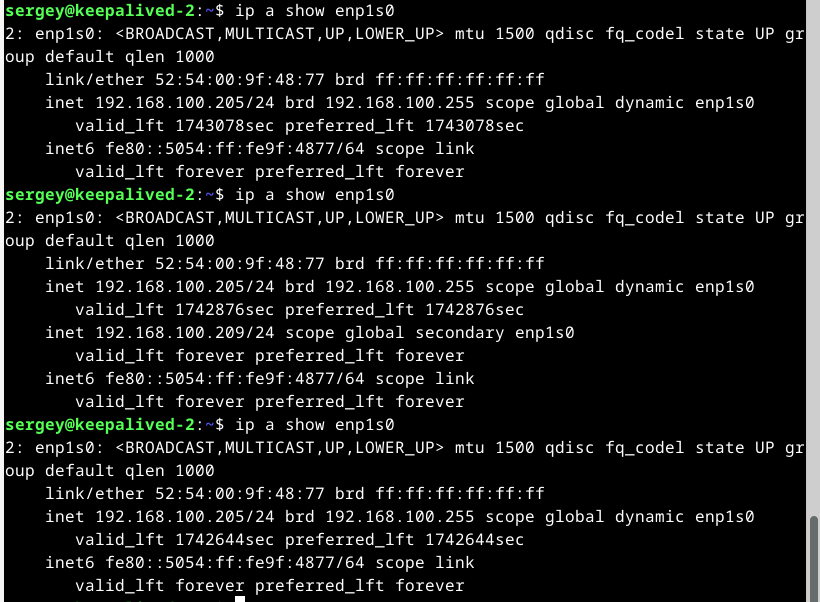 sergey@keepalived-2:~$ ip a show enp1s0
2: enp1s0: <BROADCAST,MULTICAST,UP,LOWER_UP> mtu 1500 qdisc fq_codel state UP gr
oup default qlen 1000
    link/ether 52:54:00:9f:48:77 brd ff:ff:ff:ff:ff:ff
    inet 192.168.100.205/24 brd 192.168.100.255 scope global dynamic enp1s0
       valid_lft 1743078sec preferred_lft 1743078sec
    inet6 fe80::5054:ff:fe9f:4877/64 scope link
       valid_lft forever preferred_lft forever
sergey@keepalived-2:~$ ip a show enp1s0
2: enp1s0: <BROADCAST,MULTICAST,UP,LOWER_UP> mtu 1500 qdisc fq_codel state UP gr
oup default qlen 1000
    link/ether 52:54:00:9f:48:77 brd ff:ff:ff:ff:ff:ff
    inet 192.168.100.205/24 brd 192.168.100.255 scope global dynamic enp1s0
       valid_lft 1742876sec preferred_lft 1742876sec
    inet 192.168.100.209/24 scope global secondary enp1s0
       valid_lft forever preferred_lft forever
    inet6 fe80::5054:ff:fe9f:4877/64 scope link
       valid_lft forever preferred_lft forever
sergey@keepalived-2:~$ ip a show enp1s0
2: enp1s0: <BROADCAST,MULTICAST,UP,LOWER_UP> mtu 1500 qdisc fq_codel state UP gr
oup default qlen 1000
    link/ether 52:54:00:9f:48:77 brd ff:ff:ff:ff:ff:ff
    inet 192.168.100.205/24 brd 192.168.100.255 scope global dynamic enp1s0
       valid_lft 1742644sec preferred_lft 1742644sec
    inet6 fe80::5054:ff:fe9f:4877/64 scope link
       valid_lft forever preferred_lft forever